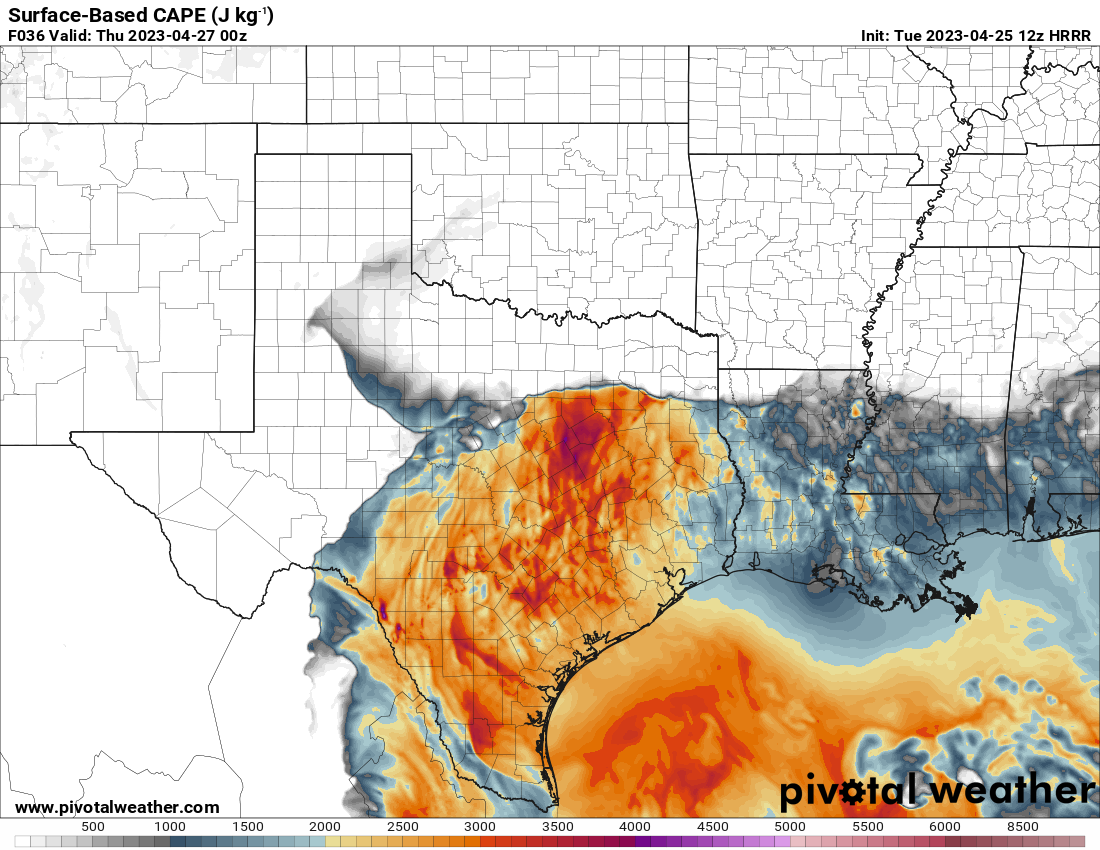 Surface-Based CAPE (J kg⁻¹)
F036 Valid: Thu 2023-04-27 00z
Init: Tue 2023-04-25 12z HRRR
pivotal weather
www.pivotalweather.com
500 1000 1500 2000 2500 3000 3500 4000 4500 5000 5500 6000 8500